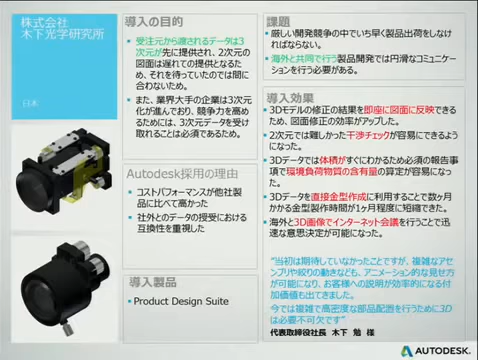 株式会社
木下光学研究所
日本
導入の目的
• 受注元から渡されるデータは3
次元が先に提供され、2次元の
図面は遅れての提供となるた
め、それを待っていたのでは間に
合わないため。
• また、業界大手の企業は3次元
化が進んでおり、競争力を高め
るためには、3次元データを受け
取れることは必須であるため。
Autodesk採用の理由
• コストパフォーマンスが他社製
品に比べて高かった
• 社外とのデータの授受における
互換性を重視した
導入製品
• Product Design Suite
課題
• 厳しい開発競争の中でいち早く製品出荷をしなけ
ればならない。
• 海外と共同で行う製品開発では円滑なコミュニケー
ションを行う必要がある。
導入効果
• 3Dモデルの修正の結果を即座に図面に反映できる
ため、図面修正の効率がアップした。
• 2次元では難しかった干渉チェックが容易にできるよう
になった。
• 3Dデータでは体積がすぐにわかるため必須の報告事
項で環境負荷物質の含有量の算定が容易になっ
た。
• 3Dデータを直接金型作成に利用することで数ヶ月
かかる金型製作時間が1ヶ月程度に短縮できた。
• 海外と3D画像でインターネット会議を行うことで迅
速な意思決定が可能になった。
“当初は期待していなかったことですが、複雑なアセ
ンブリや絞りの動きなども、アニメーション的な見せ方
が可能になり、お客様への説明が効率的になる付
加価値も出てきました。
今では複雑で高密度な部品配置を行うために3D
は必要不可欠です”
代表取締役社長 木下 勉 様
AUTODESK